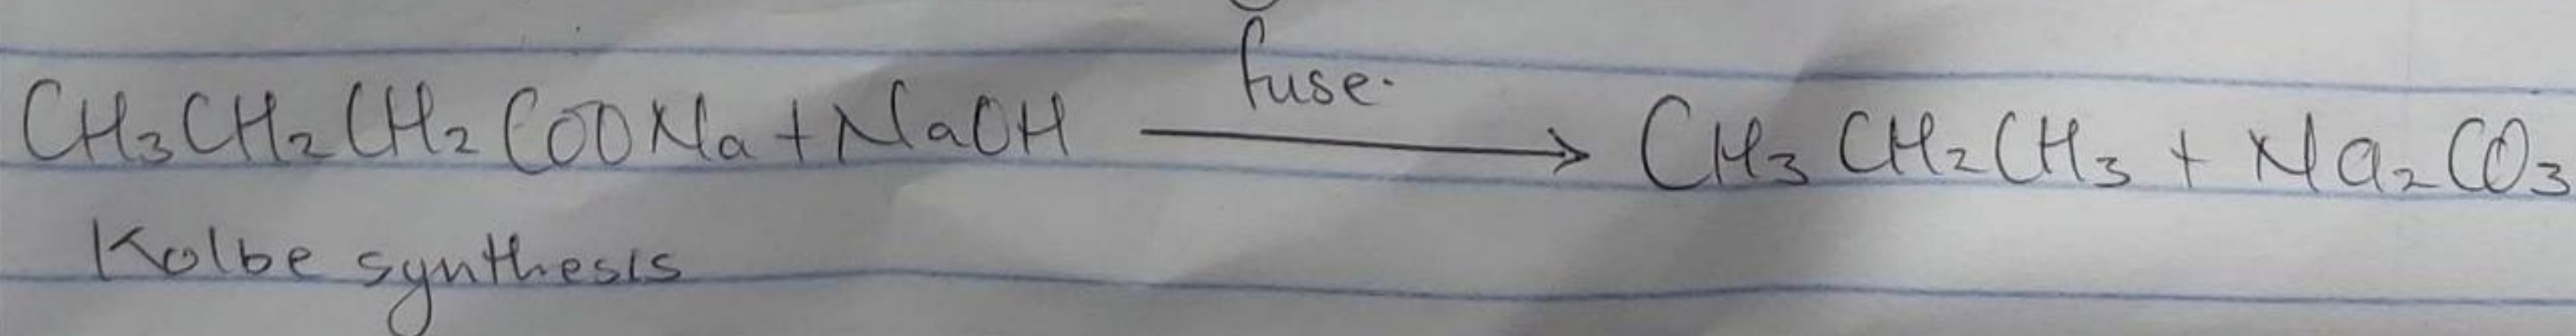 CH₃CH₂CH₂COONa + NaOH —fuse.→ CH₃CH₂CH₃ + Na₂CO₃
Kolbe synthesis